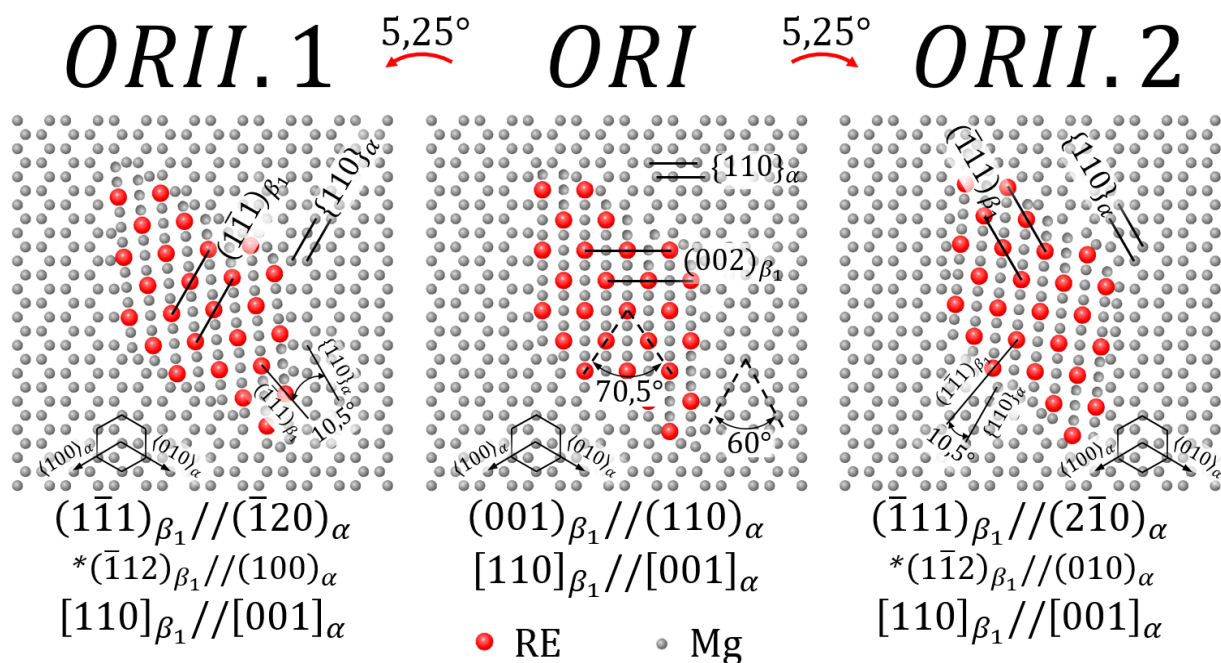 ORII.1
5,25°
ORI
5,25°
ORII.2
(11̅1)β₁
{110}α
{110}α
(1̅11)β₁
10,5°
⟨100⟩α
⟨010⟩α
{110}α
(002)β₁
70,5°
60°
⟨100⟩α
⟨010⟩α
(1̅11)β₁
{110}α
(11̅1)β₁
{110}α
10,5°
⟨100⟩α
⟨010⟩α
(11̅1)β₁//(1̅20)α
*(1̅12)β₁//(100)α
[110]β₁//[001]α
(001)β₁//(110)α
[110]β₁//[001]α
(1̅11)β₁//(21̅0)α
*(11̅2)β₁//(010)α
[110]β₁//[001]α
RE
Mg